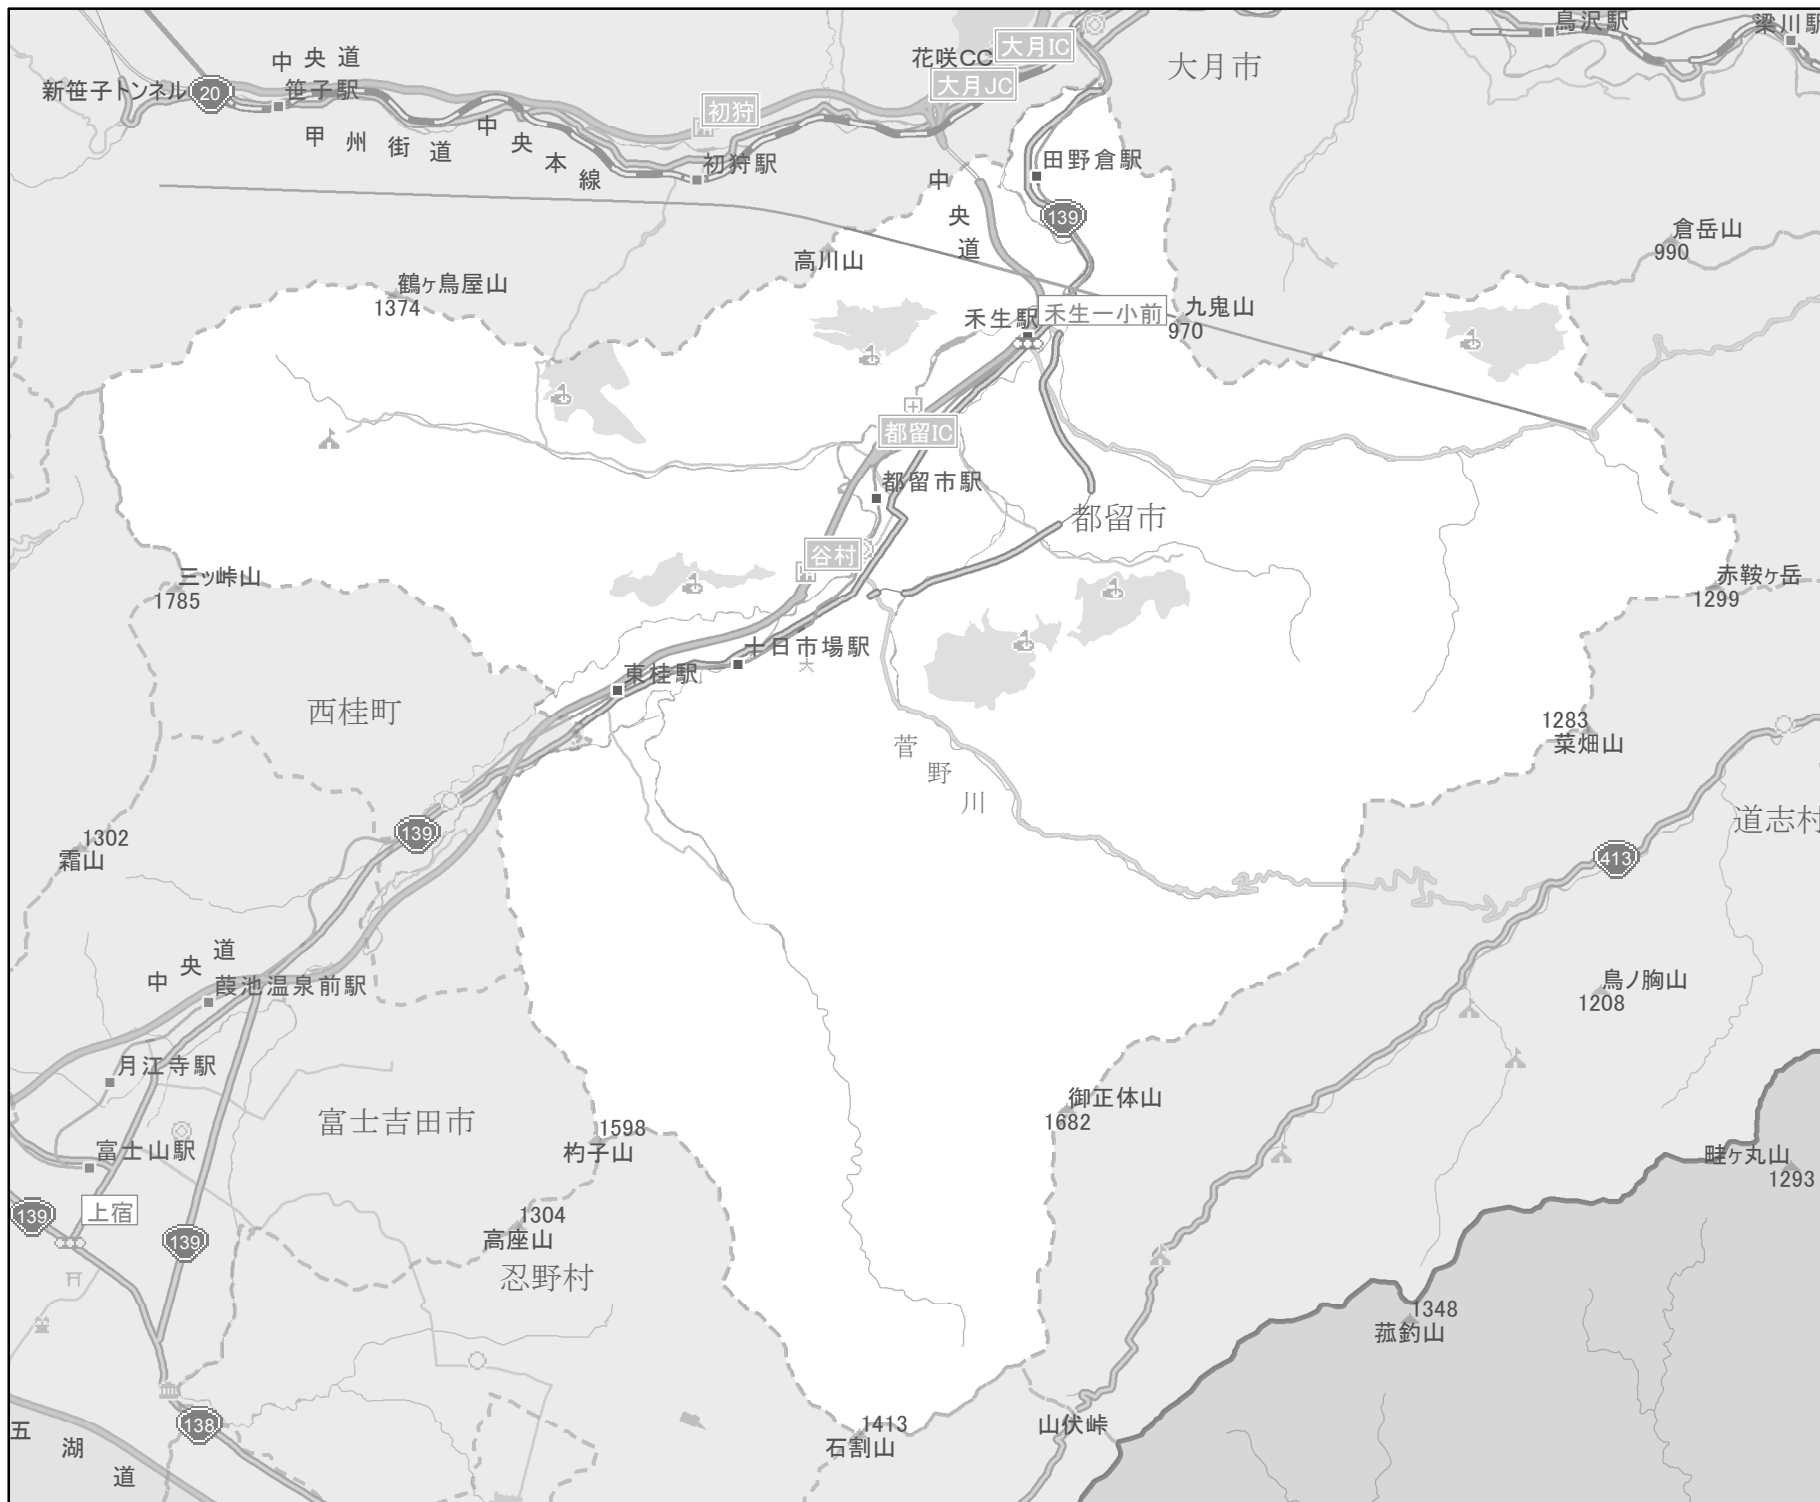 鳥沢駅
梁川駅
大月IC
花咲CC
大月市
中央道
大月JC
新笹子トンネル
20
笹子駅
初狩
甲州街道
中央本線
初狩駅
田野倉駅
中央道
139
倉岳山
990
高川山
鶴ヶ鳥屋山
1374
禾生駅
禾生一小前
九鬼山
970
都留IC
都留市駅
都留市
谷村
三ッ峠山
1785
赤鞍ヶ岳
1299
十日市場駅
東桂駅
西桂町
1283
菜畑山
菅野川
道志村
139
1302
霜山
413
中央道
葭池温泉前駅
鳥ノ胸山
1208
月江寺駅
御正体山
1682
富士吉田市
1598
杓子山
富士山駅
畦ヶ丸山
1293
上宿
139
139
1304
高座山
忍野村
1348
菰釣山
138
1413
石割山
山伏峠
五湖道
大